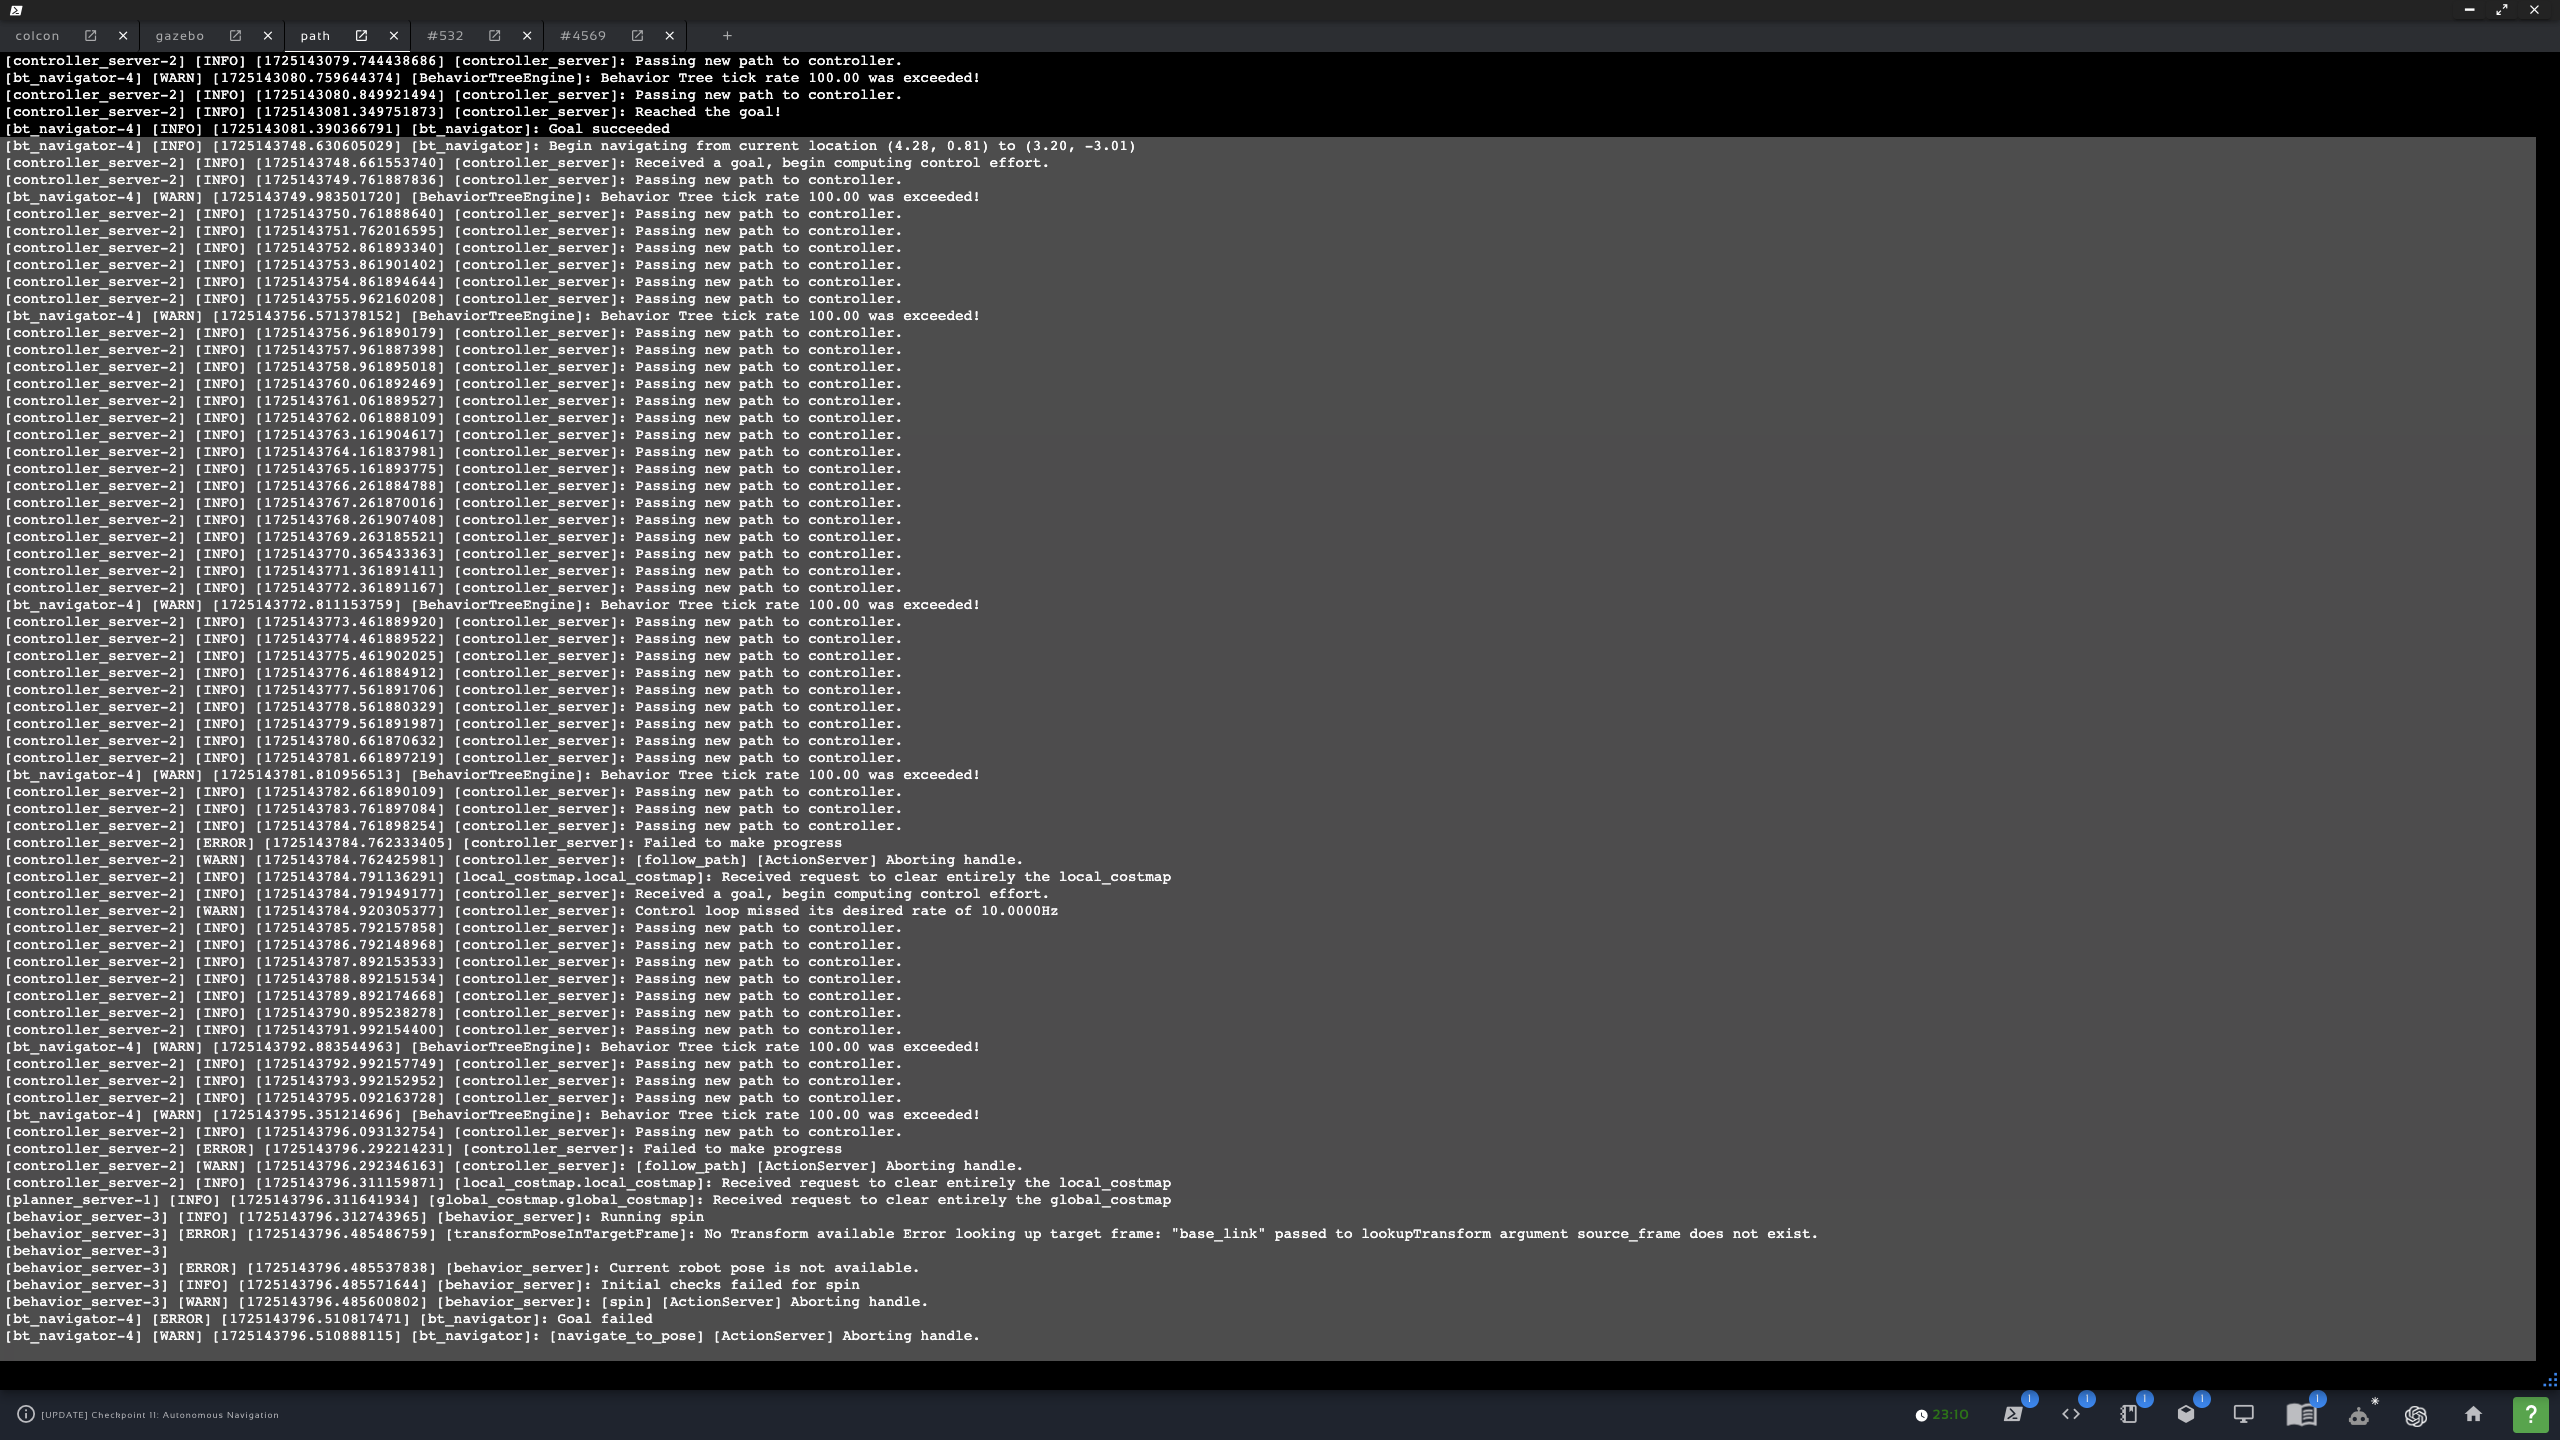 colcon
gazebo
path
#532
#4569
[controller_server-2] [INFO] [1725143079.744438686] [controller_server]: Passing new path to controller.
[bt_navigator-4] [WARN] [1725143080.759644374] [BehaviorTreeEngine]: Behavior Tree tick rate 100.00 was exceeded!
[controller_server-2] [INFO] [1725143080.849921494] [controller_server]: Passing new path to controller.
[controller_server-2] [INFO] [1725143081.349751873] [controller_server]: Reached the goal!
[bt_navigator-4] [INFO] [1725143081.390366791] [bt_navigator]: Goal succeeded
[bt_navigator-4] [INFO] [1725143748.630605029] [bt_navigator]: Begin navigating from current location (4.28, 0.81) to (3.20, -3.01)
[controller_server-2] [INFO] [1725143748.661553740] [controller_server]: Received a goal, begin computing control effort.
[controller_server-2] [INFO] [1725143749.761887836] [controller_server]: Passing new path to controller.
[bt_navigator-4] [WARN] [1725143749.983501720] [BehaviorTreeEngine]: Behavior Tree tick rate 100.00 was exceeded!
[controller_server-2] [INFO] [1725143750.761888640] [controller_server]: Passing new path to controller.
[controller_server-2] [INFO] [1725143751.762016595] [controller_server]: Passing new path to controller.
[controller_server-2] [INFO] [1725143752.861893340] [controller_server]: Passing new path to controller.
[controller_server-2] [INFO] [1725143753.861901402] [controller_server]: Passing new path to controller.
[controller_server-2] [INFO] [1725143754.861894644] [controller_server]: Passing new path to controller.
[controller_server-2] [INFO] [1725143755.962160208] [controller_server]: Passing new path to controller.
[bt_navigator-4] [WARN] [1725143756.571378152] [BehaviorTreeEngine]: Behavior Tree tick rate 100.00 was exceeded!
[controller_server-2] [INFO] [1725143756.961890179] [controller_server]: Passing new path to controller.
[controller_server-2] [INFO] [1725143757.961887398] [controller_server]: Passing new path to controller.
[controller_server-2] [INFO] [1725143758.961895018] [controller_server]: Passing new path to controller.
[controller_server-2] [INFO] [1725143760.061892469] [controller_server]: Passing new path to controller.
[controller_server-2] [INFO] [1725143761.061889527] [controller_server]: Passing new path to controller.
[controller_server-2] [INFO] [1725143762.061888109] [controller_server]: Passing new path to controller.
[controller_server-2] [INFO] [1725143763.161904617] [controller_server]: Passing new path to controller.
[controller_server-2] [INFO] [1725143764.161837981] [controller_server]: Passing new path to controller.
[controller_server-2] [INFO] [1725143765.161893775] [controller_server]: Passing new path to controller.
[controller_server-2] [INFO] [1725143766.261884788] [controller_server]: Passing new path to controller.
[controller_server-2] [INFO] [1725143767.261870016] [controller_server]: Passing new path to controller.
[controller_server-2] [INFO] [1725143768.261907408] [controller_server]: Passing new path to controller.
[controller_server-2] [INFO] [1725143769.263185521] [controller_server]: Passing new path to controller.
[controller_server-2] [INFO] [1725143770.365433363] [controller_server]: Passing new path to controller.
[controller_server-2] [INFO] [1725143771.361891411] [controller_server]: Passing new path to controller.
[controller_server-2] [INFO] [1725143772.361891167] [controller_server]: Passing new path to controller.
[bt_navigator-4] [WARN] [1725143772.811153759] [BehaviorTreeEngine]: Behavior Tree tick rate 100.00 was exceeded!
[controller_server-2] [INFO] [1725143773.461889920] [controller_server]: Passing new path to controller.
[controller_server-2] [INFO] [1725143774.461889522] [controller_server]: Passing new path to controller.
[controller_server-2] [INFO] [1725143775.461902025] [controller_server]: Passing new path to controller.
[controller_server-2] [INFO] [1725143776.461884912] [controller_server]: Passing new path to controller.
[controller_server-2] [INFO] [1725143777.561891706] [controller_server]: Passing new path to controller.
[controller_server-2] [INFO] [1725143778.561880329] [controller_server]: Passing new path to controller.
[controller_server-2] [INFO] [1725143779.561891987] [controller_server]: Passing new path to controller.
[controller_server-2] [INFO] [1725143780.661870632] [controller_server]: Passing new path to controller.
[controller_server-2] [INFO] [1725143781.661897219] [controller_server]: Passing new path to controller.
[bt_navigator-4] [WARN] [1725143781.810956513] [BehaviorTreeEngine]: Behavior Tree tick rate 100.00 was exceeded!
[controller_server-2] [INFO] [1725143782.661890109] [controller_server]: Passing new path to controller.
[controller_server-2] [INFO] [1725143783.761897084] [controller_server]: Passing new path to controller.
[controller_server-2] [INFO] [1725143784.761898254] [controller_server]: Passing new path to controller.
[controller_server-2] [ERROR] [1725143784.762333405] [controller_server]: Failed to make progress
[controller_server-2] [WARN] [1725143784.762425981] [controller_server]: [follow_path] [ActionServer] Aborting handle.
[controller_server-2] [INFO] [1725143784.791136291] [local_costmap.local_costmap]: Received request to clear entirely the local_costmap
[controller_server-2] [INFO] [1725143784.791949177] [controller_server]: Received a goal, begin computing control effort.
[controller_server-2] [WARN] [1725143784.920305377] [controller_server]: Control loop missed its desired rate of 10.0000Hz
[controller_server-2] [INFO] [1725143785.792157858] [controller_server]: Passing new path to controller.
[controller_server-2] [INFO] [1725143786.792148968] [controller_server]: Passing new path to controller.
[controller_server-2] [INFO] [1725143787.892153533] [controller_server]: Passing new path to controller.
[controller_server-2] [INFO] [1725143788.892151534] [controller_server]: Passing new path to controller.
[controller_server-2] [INFO] [1725143789.892174668] [controller_server]: Passing new path to controller.
[controller_server-2] [INFO] [1725143790.895238278] [controller_server]: Passing new path to controller.
[controller_server-2] [INFO] [1725143791.992154400] [controller_server]: Passing new path to controller.
[bt_navigator-4] [WARN] [1725143792.883544963] [BehaviorTreeEngine]: Behavior Tree tick rate 100.00 was exceeded!
[controller_server-2] [INFO] [1725143792.992157749] [controller_server]: Passing new path to controller.
[controller_server-2] [INFO] [1725143793.992152952] [controller_server]: Passing new path to controller.
[controller_server-2] [INFO] [1725143795.092163728] [controller_server]: Passing new path to controller.
[bt_navigator-4] [WARN] [1725143795.351214696] [BehaviorTreeEngine]: Behavior Tree tick rate 100.00 was exceeded!
[controller_server-2] [INFO] [1725143796.093132754] [controller_server]: Passing new path to controller.
[controller_server-2] [ERROR] [1725143796.292214231] [controller_server]: Failed to make progress
[controller_server-2] [WARN] [1725143796.292346163] [controller_server]: [follow_path] [ActionServer] Aborting handle.
[controller_server-2] [INFO] [1725143796.311159871] [local_costmap.local_costmap]: Received request to clear entirely the local_costmap
[planner_server-1] [INFO] [1725143796.311641934] [global_costmap.global_costmap]: Received request to clear entirely the global_costmap
[behavior_server-3] [INFO] [1725143796.312743965] [behavior_server]: Running spin
[behavior_server-3] [ERROR] [1725143796.485486759] [transformPoseInTargetFrame]: No Transform available Error looking up target frame: "base_link" passed to lookupTransform argument source_frame does not exist.
[behavior_server-3]
[behavior_server-3] [ERROR] [1725143796.485537838] [behavior_server]: Current robot pose is not available.
[behavior_server-3] [INFO] [1725143796.485571644] [behavior_server]: Initial checks failed for spin
[behavior_server-3] [WARN] [1725143796.485600802] [behavior_server]: [spin] [ActionServer] Aborting handle.
[bt_navigator-4] [ERROR] [1725143796.510817471] [bt_navigator]: Goal failed
[bt_navigator-4] [WARN] [1725143796.510888115] [bt_navigator]: [navigate_to_pose] [ActionServer] Aborting handle.
[UPDATE] Checkpoint 11: Autonomous Navigation
23:10
1
1
1
1
1
?